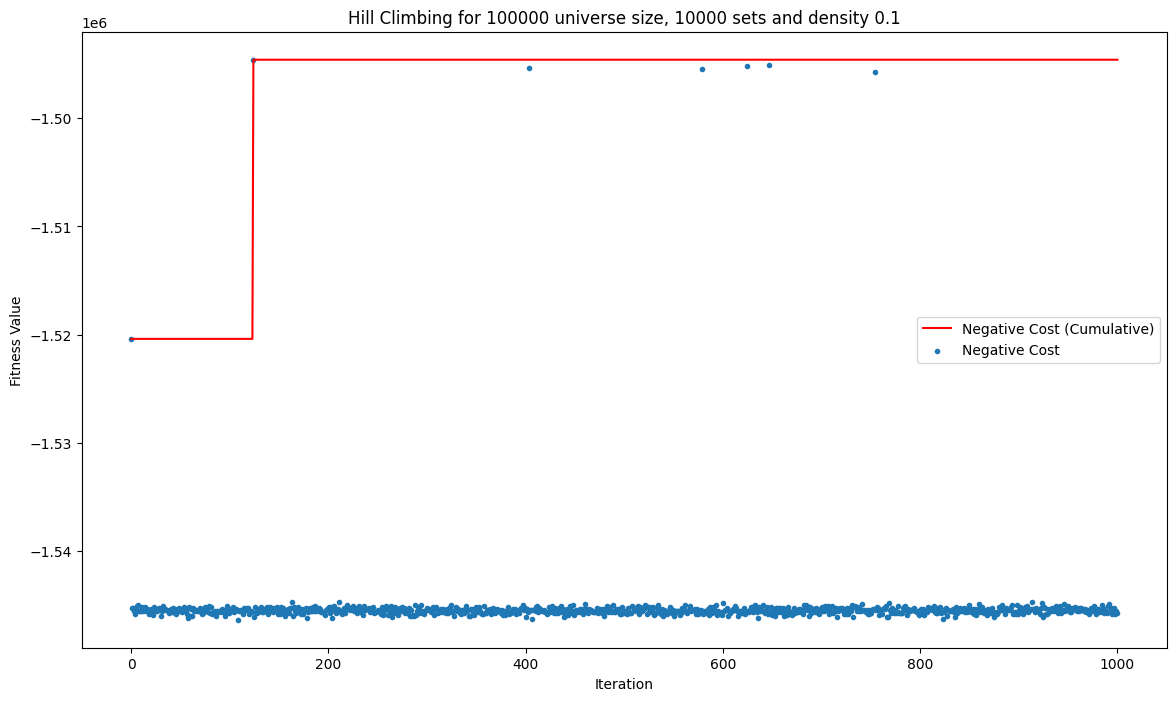 Hill Climbing for 100000 universe size, 10000 sets and density 0.1
1e6
−1.50
−1.51
−1.52
−1.53
−1.54
Fitness Value
Negative Cost (Cumulative)
Negative Cost
0
200
400
600
800
1000
Iteration